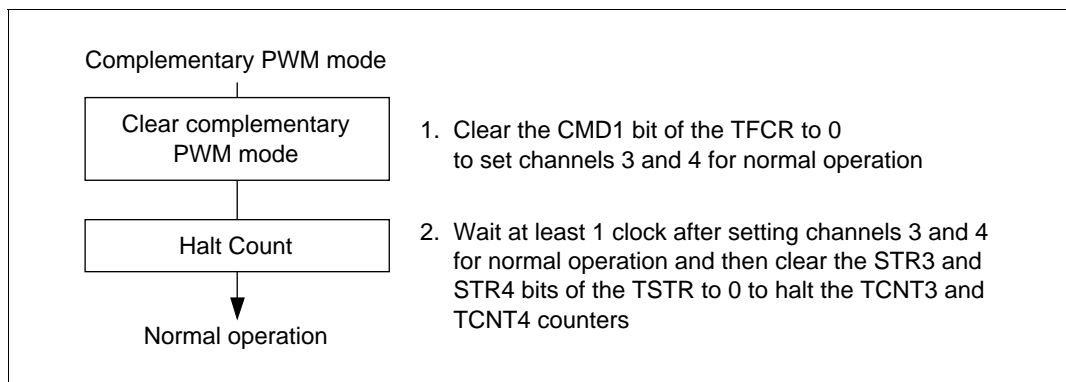 Complementary PWM mode
Clear complementary
PWM mode
1. Clear the CMD1 bit of the TFCR to 0
to set channels 3 and 4 for normal operation
Halt Count
2. Wait at least 1 clock after setting channels 3 and 4
for normal operation and then clear the STR3 and
STR4 bits of the TSTR to 0 to halt the TCNT3 and
TCNT4 counters
Normal operation